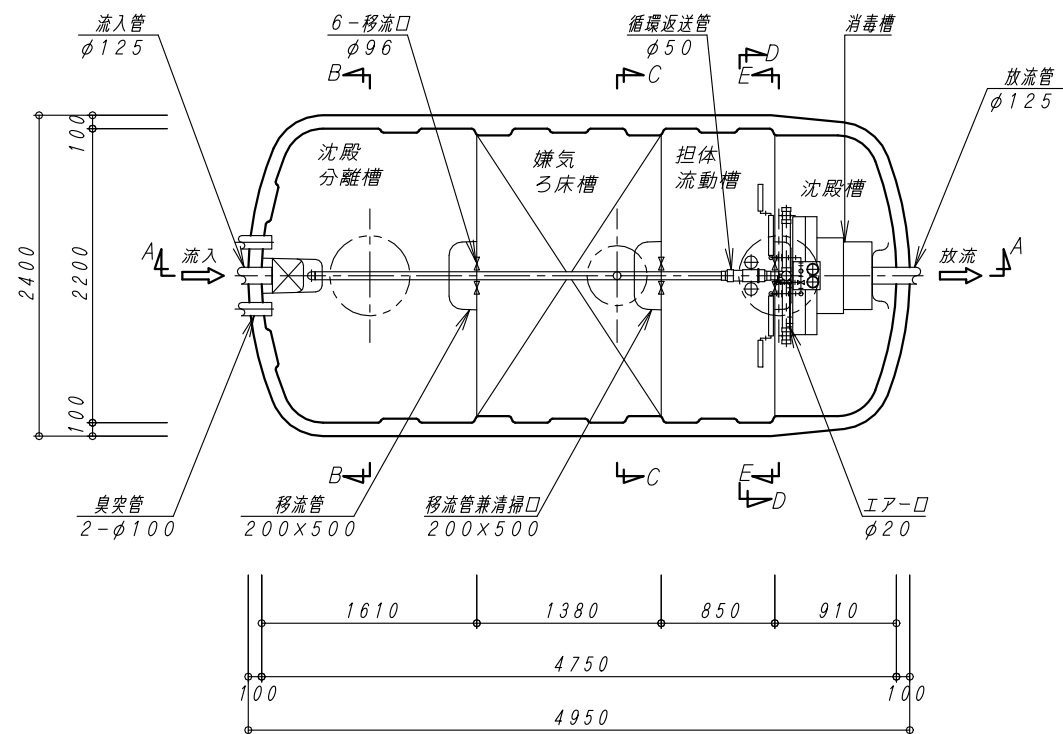 流入管
φ125
6-移流口
φ96
循環返送管
φ50
消毒槽
放流管
φ125
B
C
D
E
沈殿
分離槽
嫌気
ろ床槽
担体
流動槽
沈殿槽
A
流入
放流
A
100
2400
2200
100
B
C
E
D
臭突管
2-φ100
移流管
200×500
移流管兼清掃口
200×500
エアー口
φ20
1610
1380
850
910
4750
100
100
4950